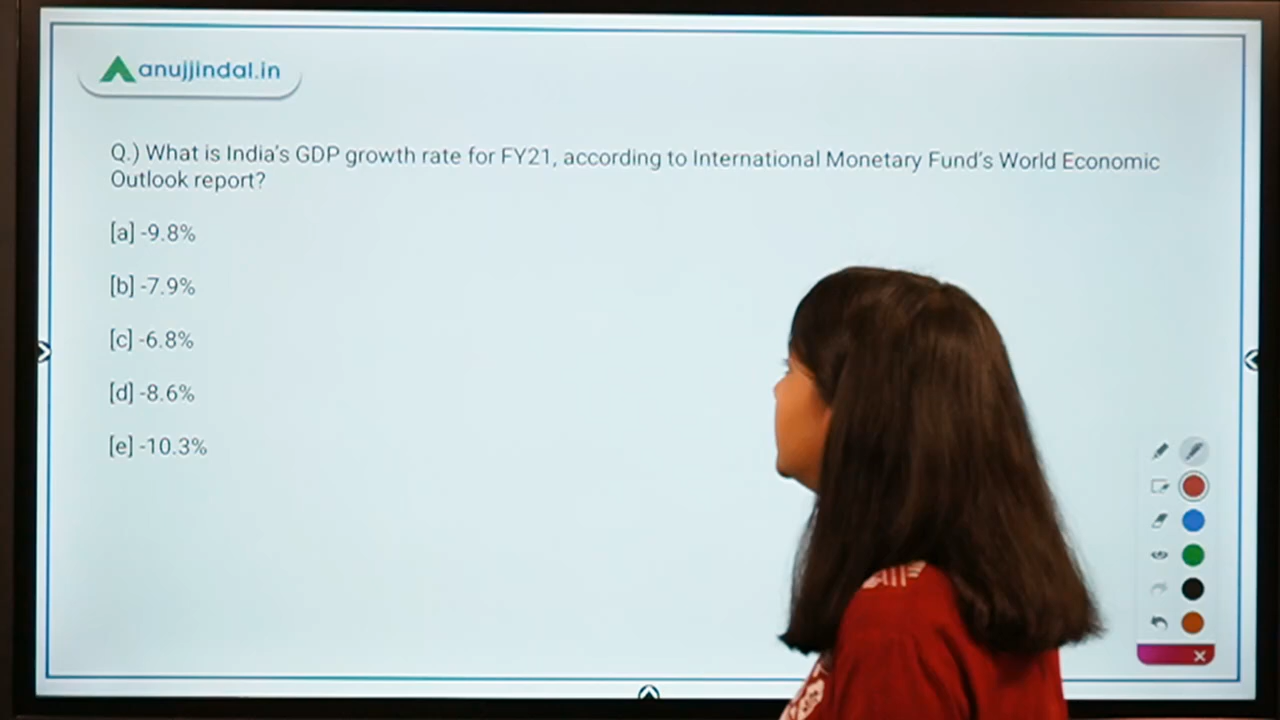 anujjindal.in
Q.) What is India's GDP growth rate for FY21, according to International Monetary Fund's World Economic
Outlook report?
[a] -9.8%
[b] -7.9%
[c] -6.8%
[d] -8.6%
[e] -10.3%